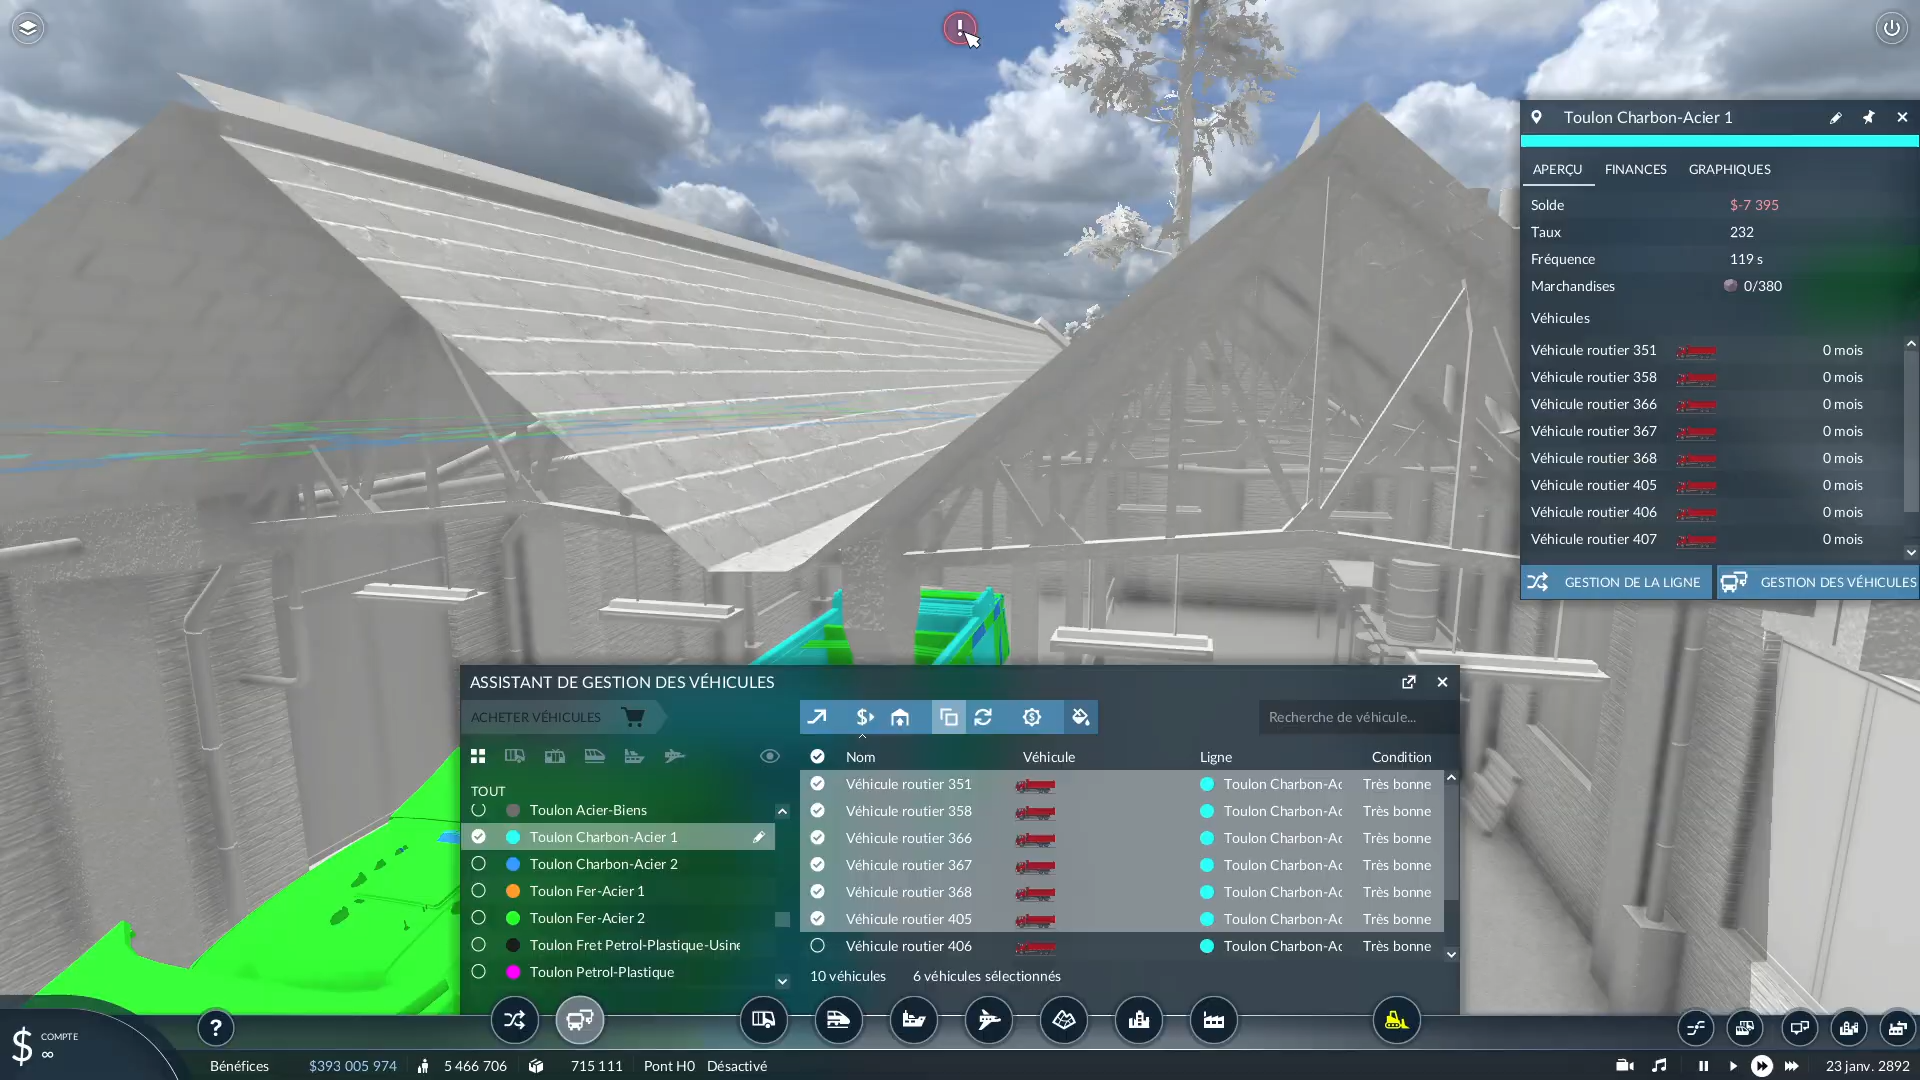 Toulon Charbon-Acier 1
APERÇU FINANCES GRAPHIQUES
Solde $-7 395
Taux 232
Fréquence 119 s
Marchandises 0/380
Véhicules
Véhicule routier 351 0 mois
Véhicule routier 358 0 mois
Véhicule routier 366 0 mois
Véhicule routier 367 0 mois
Véhicule routier 368 0 mois
Véhicule routier 405 0 mois
Véhicule routier 406 0 mois
Véhicule routier 407 0 mois
GESTION DE LA LIGNE GESTION DES VÉHICULES
ASSISTANT DE GESTION DES VÉHICULES
ACHETER VÉHICULES
Recherche de véhicule...
TOUT
Toulon Acier-Biens
Toulon Charbon-Acier 1
Toulon Charbon-Acier 2
Toulon Fer-Acier 1
Toulon Fer-Acier 2
Toulon Fret Petrol-Plastique-Usine
Toulon Petrol-Plastique
Nom Véhicule Ligne Condition
Véhicule routier 351 Toulon Charbon-Ac Très bonne
Véhicule routier 358 Toulon Charbon-Ac Très bonne
Véhicule routier 366 Toulon Charbon-Ac Très bonne
Véhicule routier 367 Toulon Charbon-Ac Très bonne
Véhicule routier 368 Toulon Charbon-Ac Très bonne
Véhicule routier 405 Toulon Charbon-Ac Très bonne
Véhicule routier 406 Toulon Charbon-Ac Très bonne
10 véhicules 6 véhicules sélectionnés
$ COMPTE
∞
?
Bénéfices $393 005 974 5 466 706 715 111 Pont H0 Désactivé
23 janv. 2892